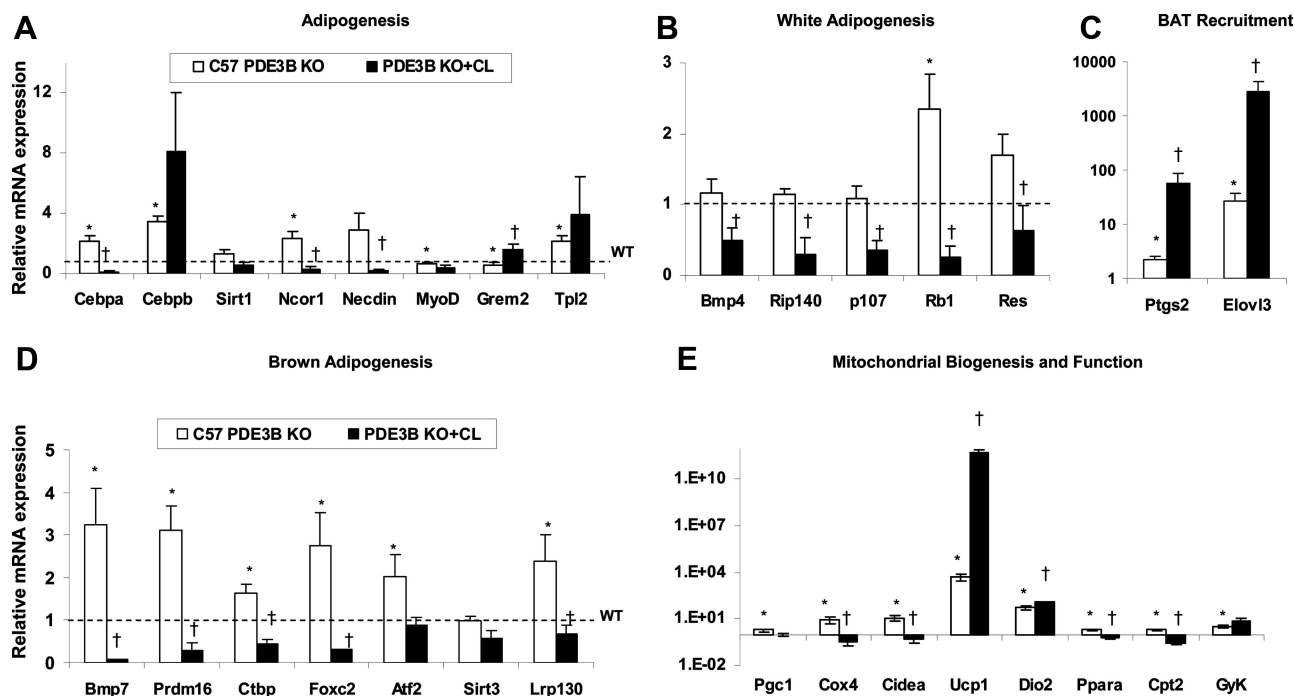 A
Adipogenesis
C57 PDE3B KO PDE3B KO+CL
Relative mRNA expression
12
8
4
0
* † * * † † * * † *
WT
Cebpa Cebpb Sirt1 Ncor1 Necdin MyoD Grem2 Tpl2
B
White Adipogenesis
3
2
1
0
† † † * † †
Bmp4 Rip140 p107 Rb1 Res
C
BAT Recruitment
10000
1000
100
10
1
* † * †
Ptgs2 Elovl3
D
Brown Adipogenesis
C57 PDE3B KO PDE3B KO+CL
Relative mRNA expression
5
4
3
2
1
0
* † * † * † * † * * †
WT
Bmp7 Prdm16 Ctbp Foxc2 Atf2 Sirt3 Lrp130
E
Mitochondrial Biogenesis and Function
1.E+10
1.E+07
1.E+04
1.E+01
1.E-02
* * † * † * † * † * † * † *
Pgc1 Cox4 Cidea Ucp1 Dio2 Ppara Cpt2 GyK